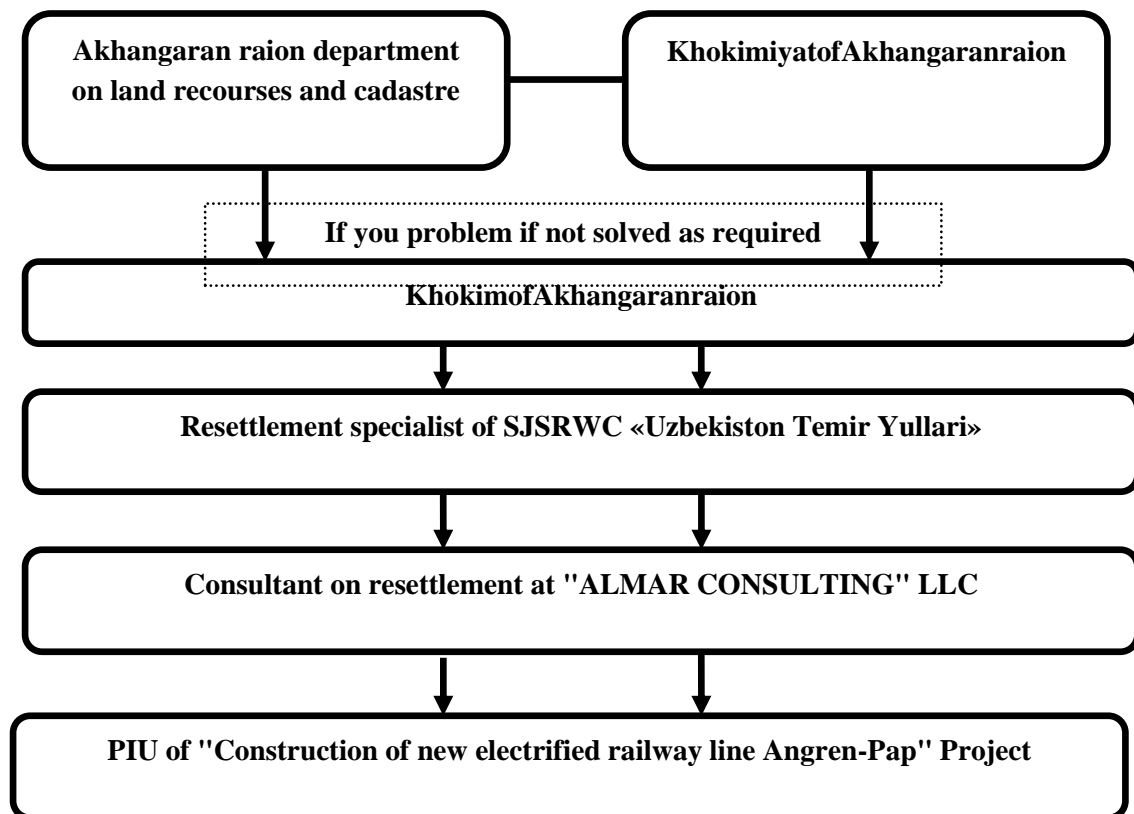 Akhangaran raion department
on land recourses and cadastre
KhokimiyatofAkhangaranraion
If you problem if not solved as required
KhokimofAkhangaranraion
Resettlement specialist of SJSRWC «Uzbekiston Temir Yullari»
Consultant on resettlement at "ALMAR CONSULTING" LLC
PIU of "Construction of new electrified railway line Angren-Pap" Project